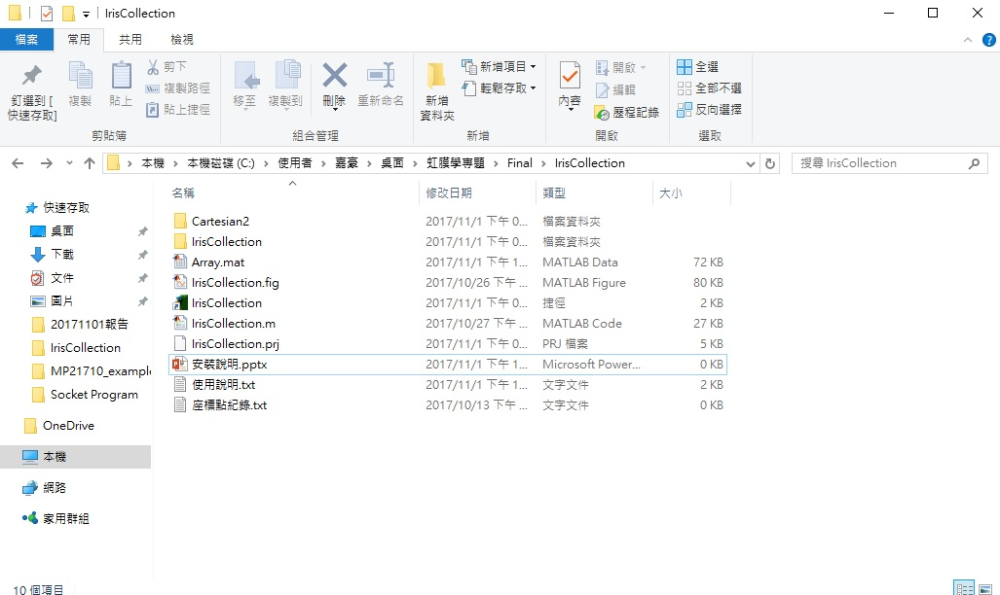 IrisCollection
檔案 常用 共用 檢視
釘選到 [快速存取]
複製
貼上
剪下
複製路徑
貼上捷徑
剪貼簿
移至
複製到
刪除
重新命名
組合管理
新增資料夾
新增項目
輕鬆存取
新增
內容
開啟
編輯
歷程記錄
開啟
全選
全部不選
反向選擇
選取
本機 > 本機磁碟 (C:) > 使用者 > 嘉豪 > 桌面 > 虹膜學專題 > Final > IrisCollection
搜尋 IrisCollection
快速存取
桌面
下載
文件
圖片
20171101報告
IrisCollection
MP21710_example
Socket Program
OneDrive
本機
網路
家用群組
名稱 修改日期 類型 大小
Cartesian2 2017/11/1 下午 0... 檔案資料夾
IrisCollection 2017/11/1 下午 0... 檔案資料夾
Array.mat 2017/11/1 下午 1... MATLAB Data 72 KB
IrisCollection.fig 2017/10/26 下午 ... MATLAB Figure 80 KB
IrisCollection 2017/11/1 下午 0... 捷徑 2 KB
IrisCollection.m 2017/10/27 下午 ... MATLAB Code 27 KB
IrisCollection.prj 2017/11/1 下午 0... PRJ 檔案 5 KB
安裝說明.pptx 2017/11/1 下午 1... Microsoft Power... 0 KB
使用說明.txt 2017/11/1 下午 1... 文字文件 2 KB
座標點紀錄.txt 2017/10/13 下午 ... 文字文件 0 KB
10 個項目